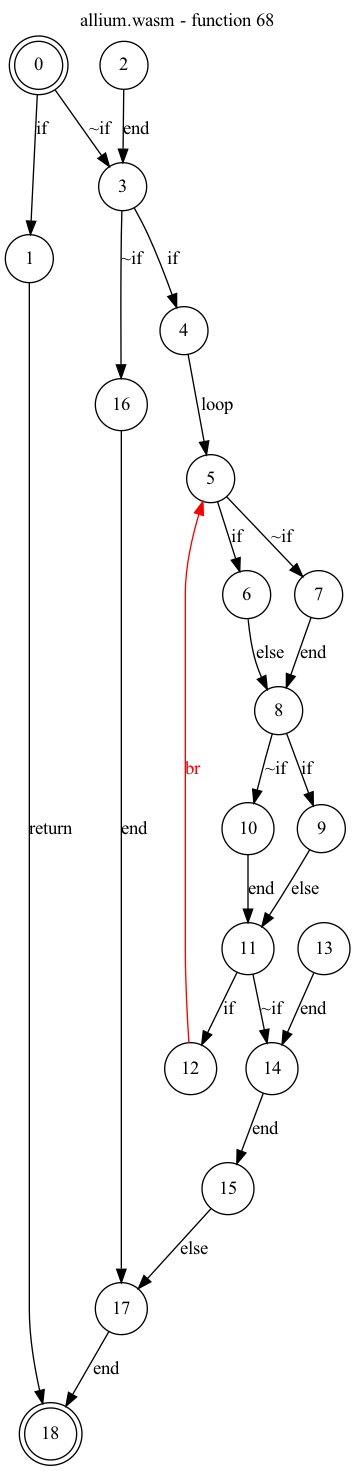 allium.wasm - function 68
0
2
if
~if
end
3
1
~if
if
4
16
loop
5
if
~if
6
7
else
end
8
br
~if
if
return
end
10
9
end
else
11
13
if
~if
end
12
14
end
15
else
17
end
18